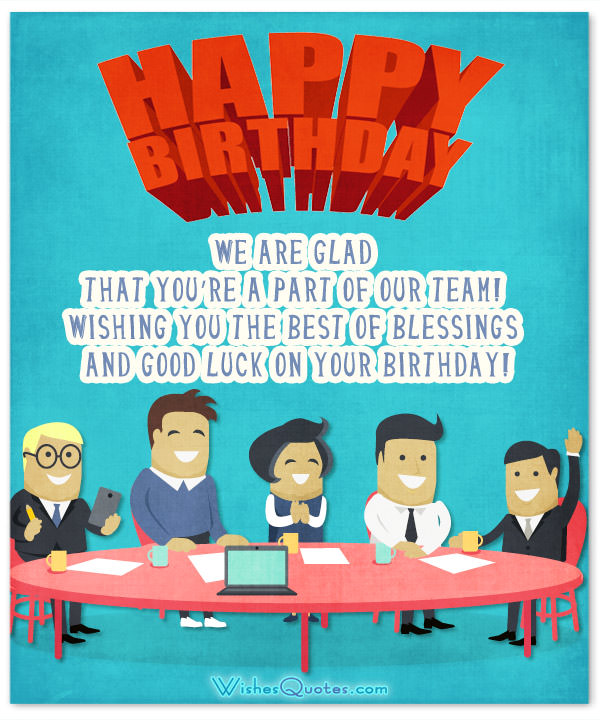 HAPPY
BIRTHDAY
WE ARE GLAD
THAT YOU'RE A PART OF OUR TEAM!
WISHING YOU THE BEST OF BLESSINGS
AND GOOD LUCK ON YOUR BIRTHDAY!
WishesQuotes.com